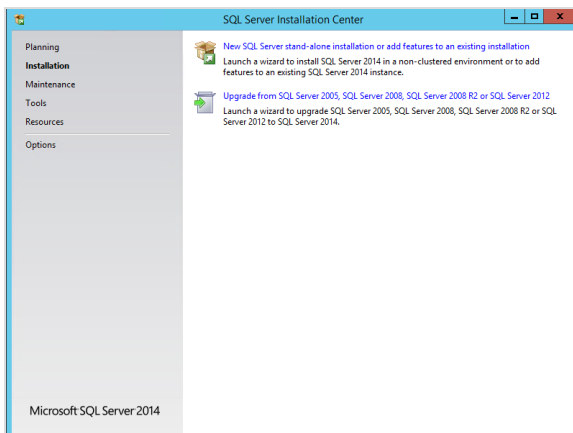 SQL Server Installation Center
Planning
Installation
Maintenance
Tools
Resources
Options
New SQL Server stand-alone installation or add features to an existing installation
Launch a wizard to install SQL Server 2014 in a non-clustered environment or to add
features to an existing SQL Server 2014 instance.
Upgrade from SQL Server 2005, SQL Server 2008, SQL Server 2008 R2 or SQL Server 2012
Launch a wizard to upgrade SQL Server 2005, SQL Server 2008, SQL Server 2008 R2 or SQL
Server 2012 to SQL Server 2014.
Microsoft SQL Server 2014